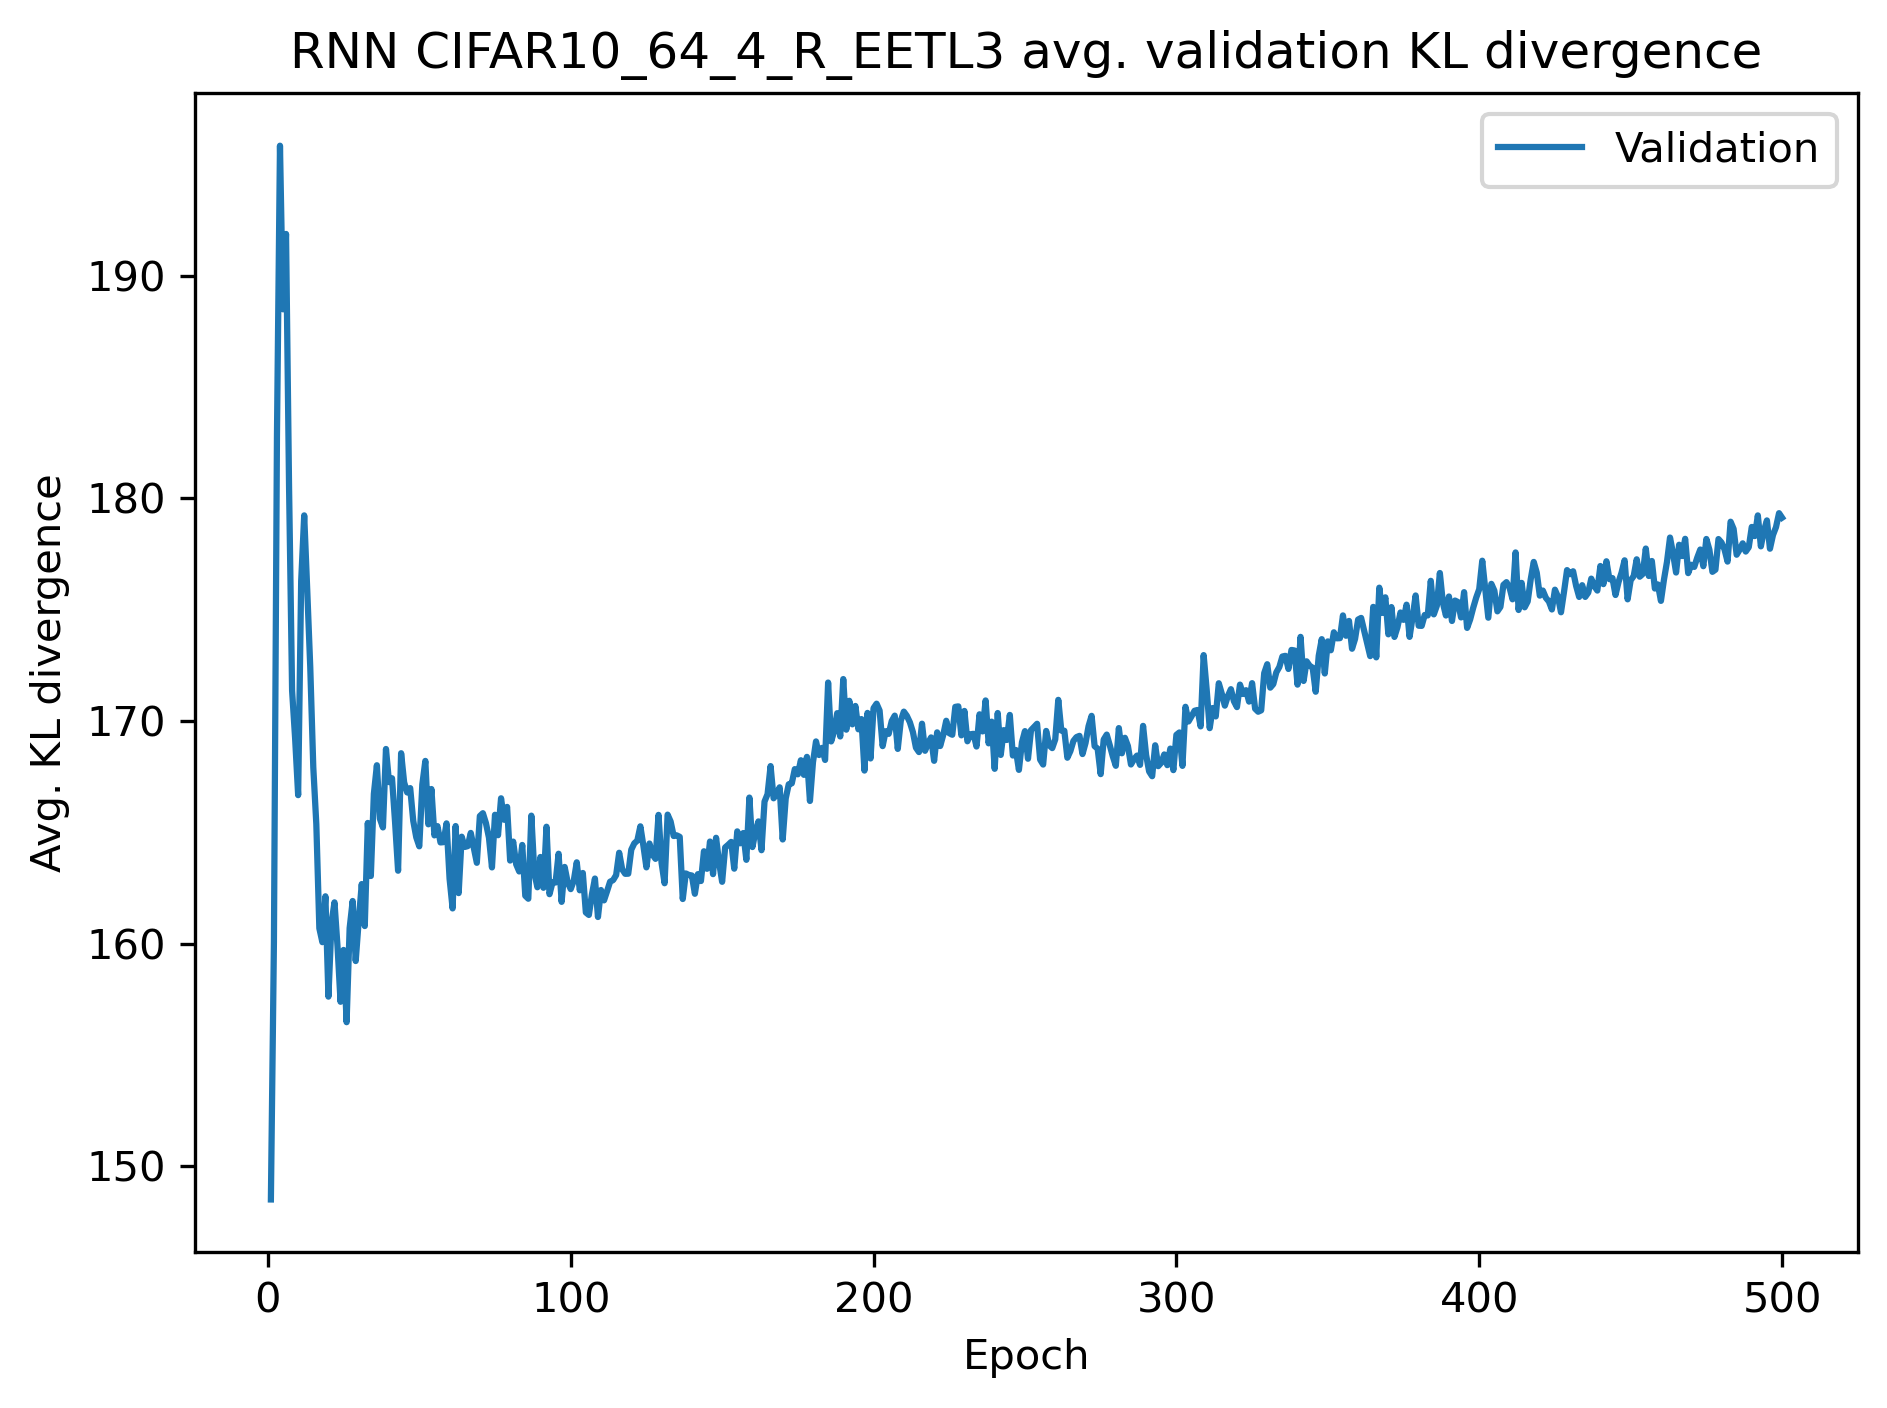 RNN CIFAR10_64_4_R_EETL3 avg. validation KL divergence
Validation
Avg. KL divergence
190
180
170
160
150
0 100 200 300 400 500
Epoch